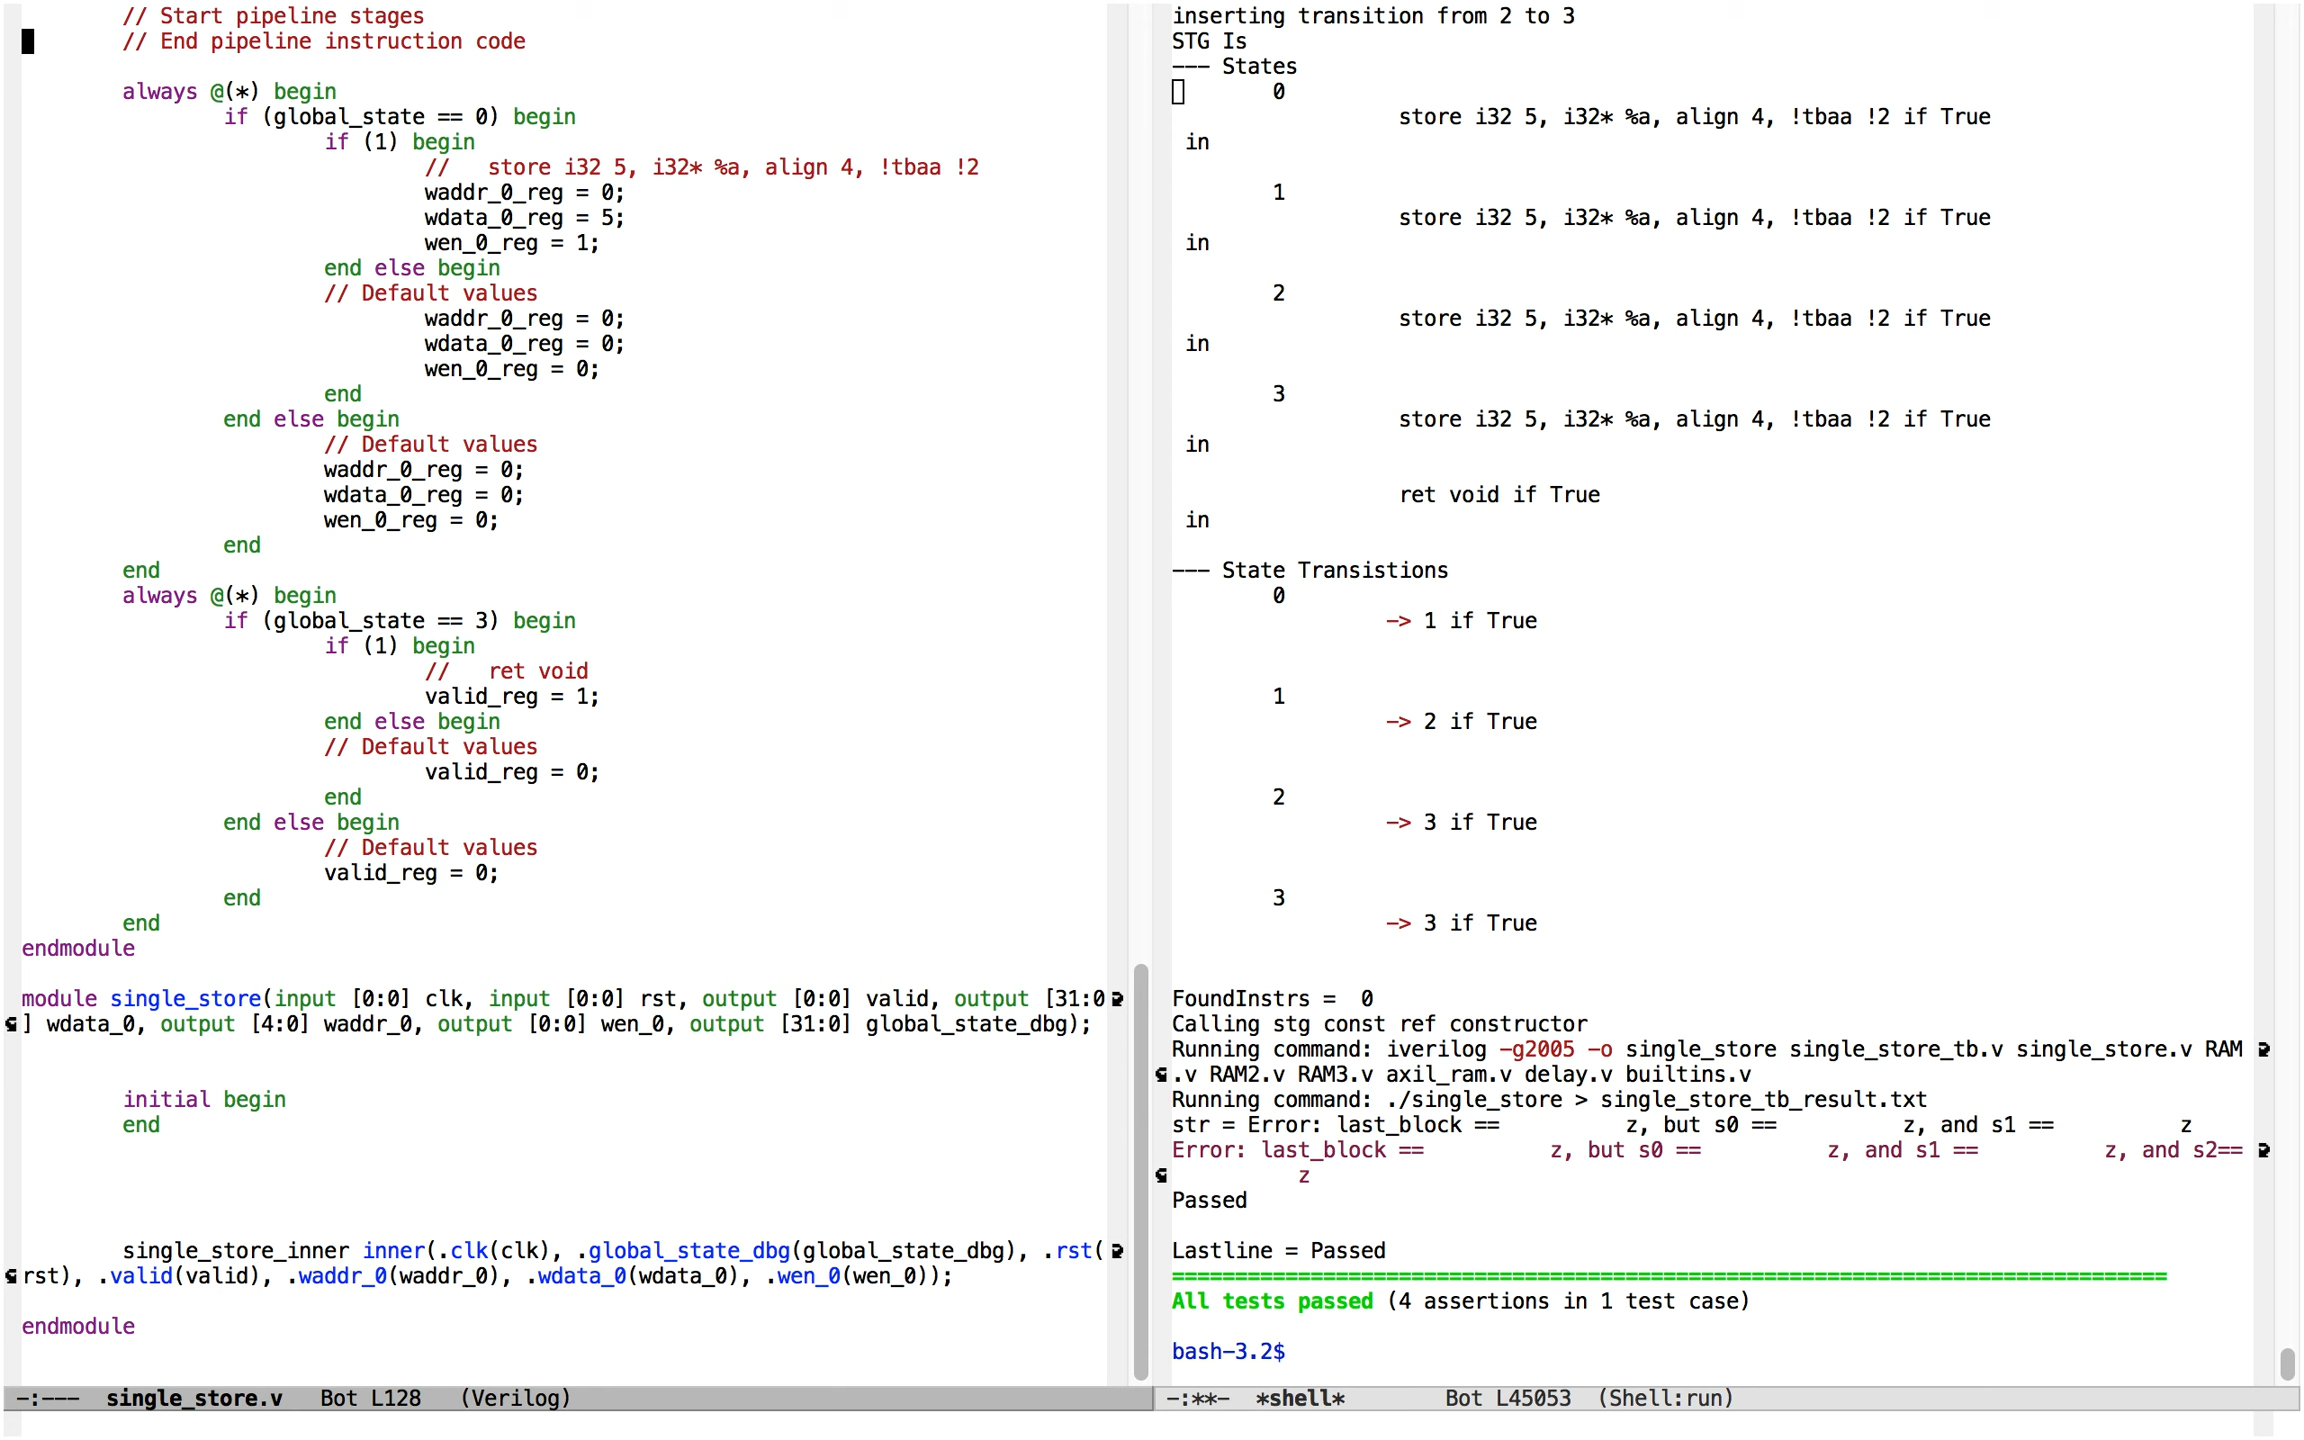 // Start pipeline stages
// End pipeline instruction code
always @(*) begin
if (global_state == 0) begin
if (1) begin
//   store i32 5, i32* %a, align 4, !tbaa !2
waddr_0_reg = 0;
wdata_0_reg = 5;
wen_0_reg = 1;
end else begin
// Default values
waddr_0_reg = 0;
wdata_0_reg = 0;
wen_0_reg = 0;
end
end else begin
// Default values
waddr_0_reg = 0;
wdata_0_reg = 0;
wen_0_reg = 0;
end
end
always @(*) begin
if (global_state == 3) begin
if (1) begin
//   ret void
valid_reg = 1;
end else begin
// Default values
valid_reg = 0;
end
end else begin
// Default values
valid_reg = 0;
end
end
endmodule
module single_store(input [0:0] clk, input [0:0] rst, output [0:0] valid, output [31:0
] wdata_0, output [4:0] waddr_0, output [0:0] wen_0, output [31:0] global_state_dbg);
initial begin
end
single_store_inner inner(.clk(clk), .global_state_dbg(global_state_dbg), .rst(
rst), .valid(valid), .waddr_0(waddr_0), .wdata_0(wdata_0), .wen_0(wen_0));
endmodule
-:---  single_store.v   Bot L128   (Verilog)
inserting transition from 2 to 3
STG Is
--- States
0
store i32 5, i32* %a, align 4, !tbaa !2 if True
in
1
store i32 5, i32* %a, align 4, !tbaa !2 if True
in
2
store i32 5, i32* %a, align 4, !tbaa !2 if True
in
3
store i32 5, i32* %a, align 4, !tbaa !2 if True
in
ret void if True
in
--- State Transistions
0
-> 1 if True
1
-> 2 if True
2
-> 3 if True
3
-> 3 if True
FoundInstrs =  0
Calling stg const ref constructor
Running command: iverilog -g2005 -o single_store single_store_tb.v single_store.v RAM
.v RAM2.v RAM3.v axil_ram.v delay.v builtins.v
Running command: ./single_store > single_store_tb_result.txt
str = Error: last_block ==          z, but s0 ==          z, and s1 ==          z
Error: last_block ==          z, but s0 ==          z, and s1 ==          z, and s2==
z
Passed
Lastline = Passed
===============================================================================
All tests passed (4 assertions in 1 test case)
bash-3.2$
-:**-  *shell*        Bot L45053  (Shell:run)